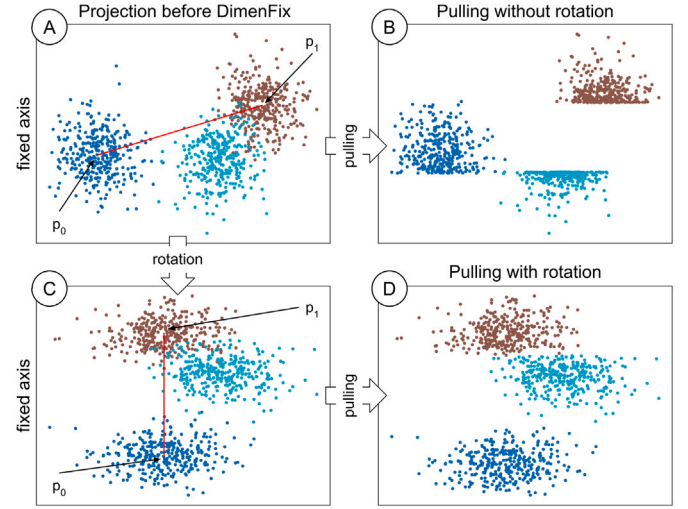 A
Projection before DimenFix
B
Pulling without rotation
fixed axis
p1
p0
pulling
rotation
C
D
Pulling with rotation
fixed axis
p1
p0
pulling